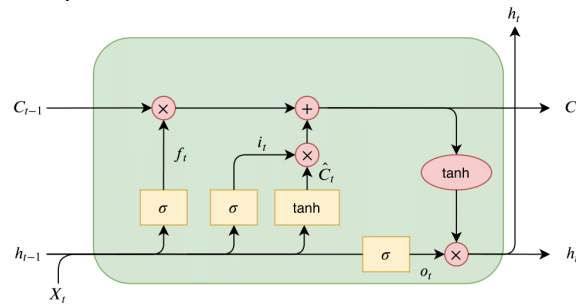 h_t
C_{t-1} × + C
f_t i_t ×
Ĉ_t tanh
σ σ tanh
h_{t-1} σ o_t × h
X_t